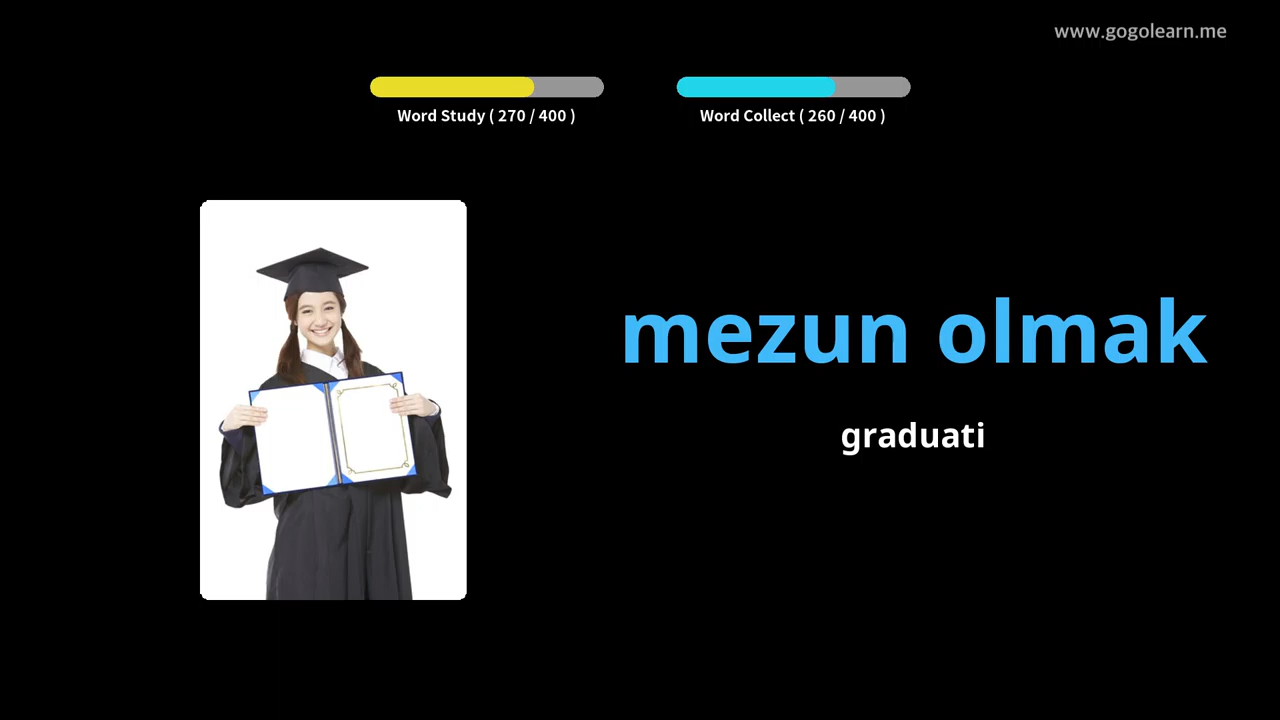 www.gogolearn.me
Word Study ( 270 / 400 )
Word Collect ( 260 / 400 )
mezun olmak
graduati